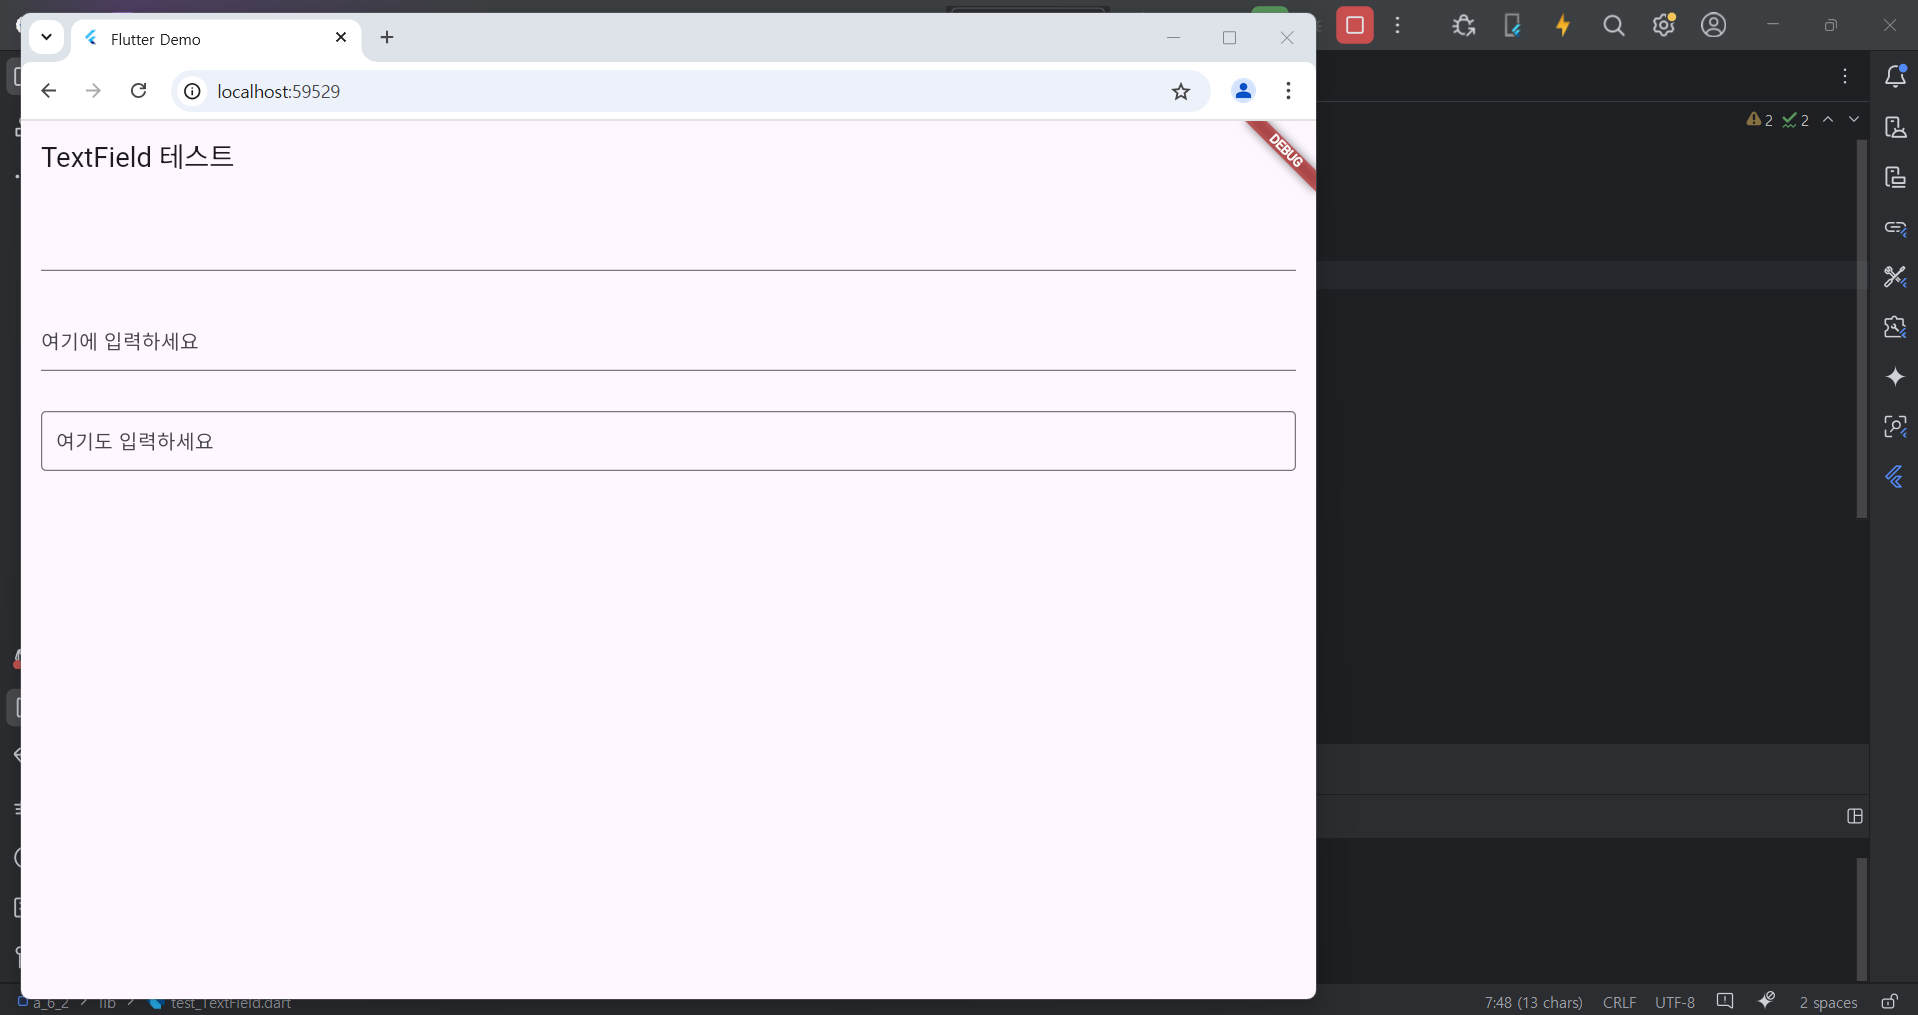 Flutter Demo
localhost:59529
TextField 테스트
DEBUG
2 2
여기에 입력하세요
여기도 입력하세요
a_6_2 lib test_TextField.dart
7:48 (13 chars) CRLF UTF-8 2 spaces